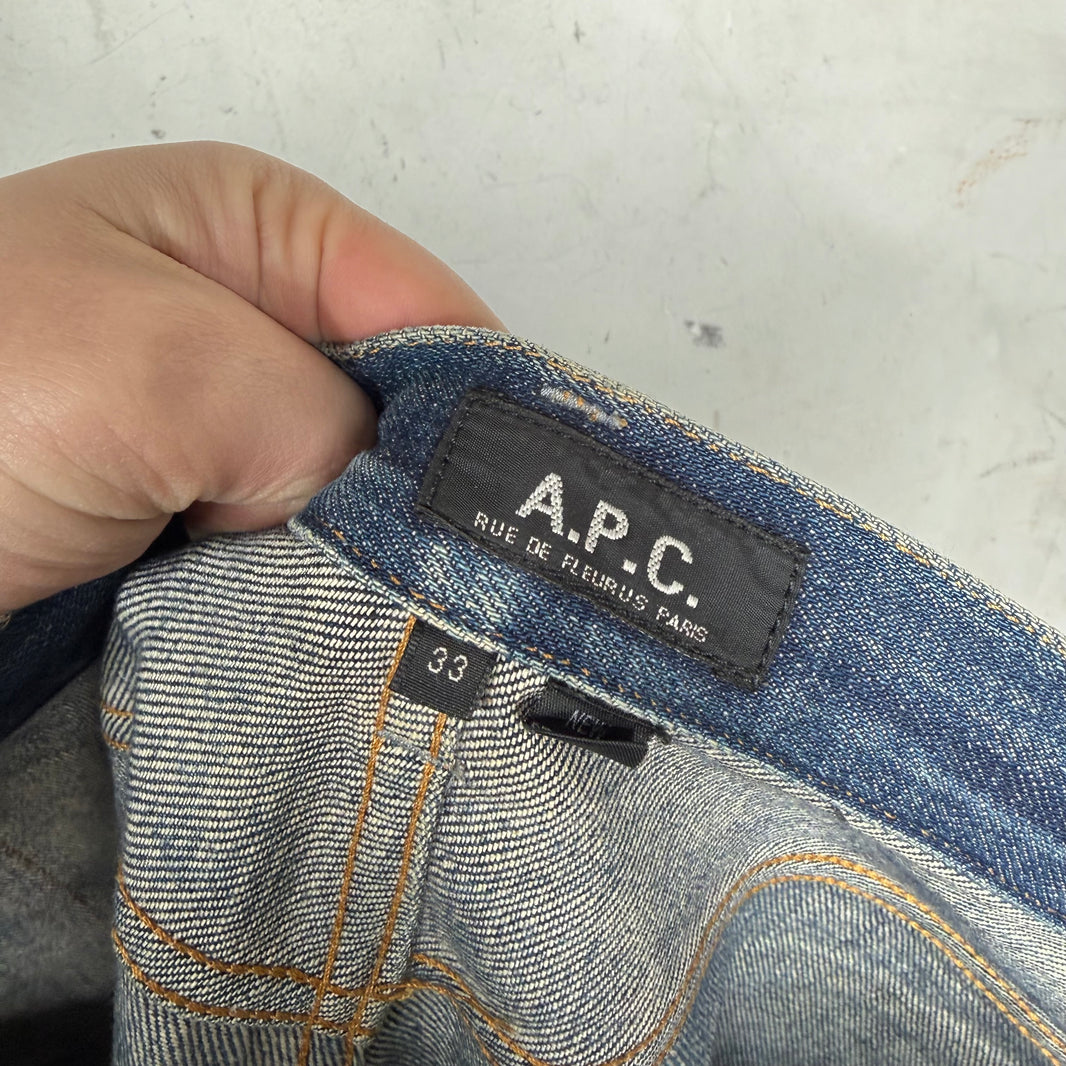 A.P.C.
RUE DE FLEURUS PARIS
33
NEW